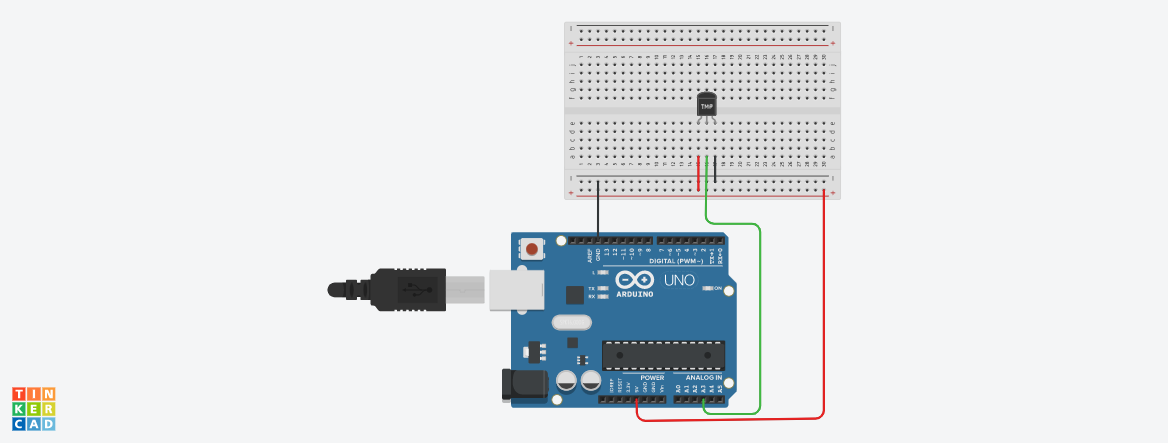 TMP
AREF
GND
13
12
~11
~10
~9
8
7
~6
~5
4
~3
2
TX→1
RX←0
DIGITAL (PWM~)
L
TX
RX
ARDUINO
UNO
ON
POWER
ANALOG IN
IOREF
RESET
3.3V
5V
GND
GND
Vin
A0
A1
A2
A3
A4
A5
TIN
KER
CAD